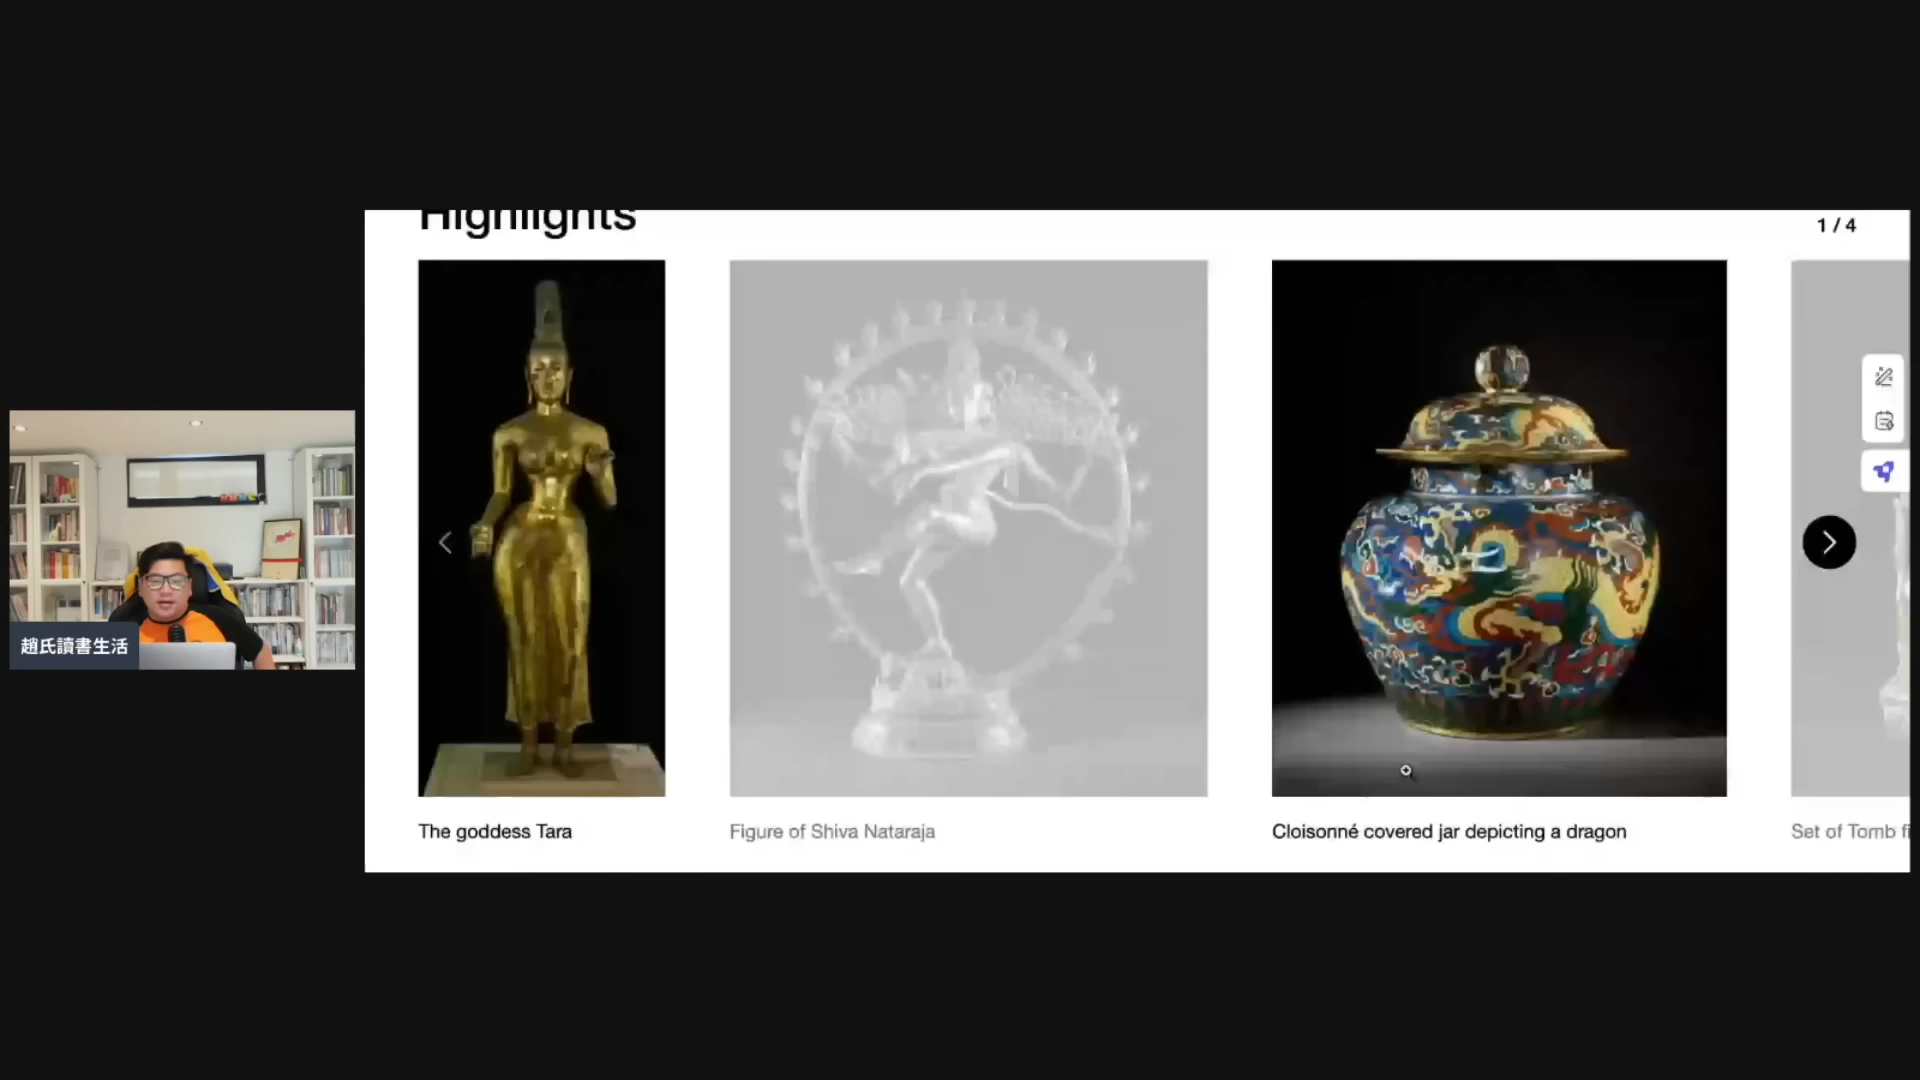 Highlights
1 / 4
The goddess Tara
Figure of Shiva Nataraja
Cloisonné covered jar depicting a dragon
Set of Tomb fi
趙氏讀書生活